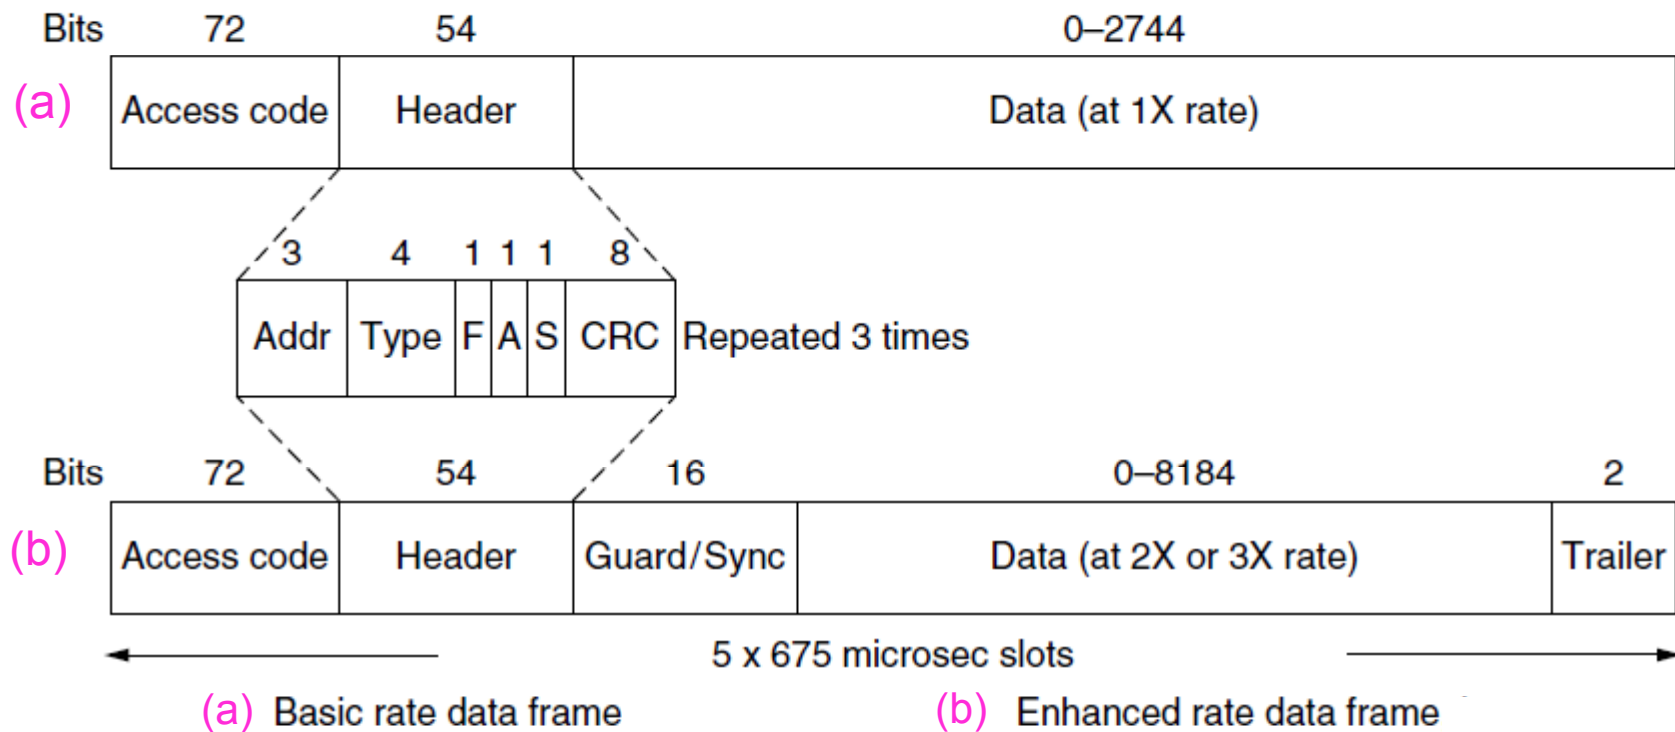 Bits 72 54 0–2744
(a) Access code Header Data (at 1X rate)
3 4 1 1 1 8
Addr Type F A S CRC Repeated 3 times
Bits 72 54 16 0–8184 2
(b) Access code Header Guard/Sync Data (at 2X or 3X rate) Trailer
5 x 675 microsec slots
(a) Basic rate data frame (b) Enhanced rate data frame